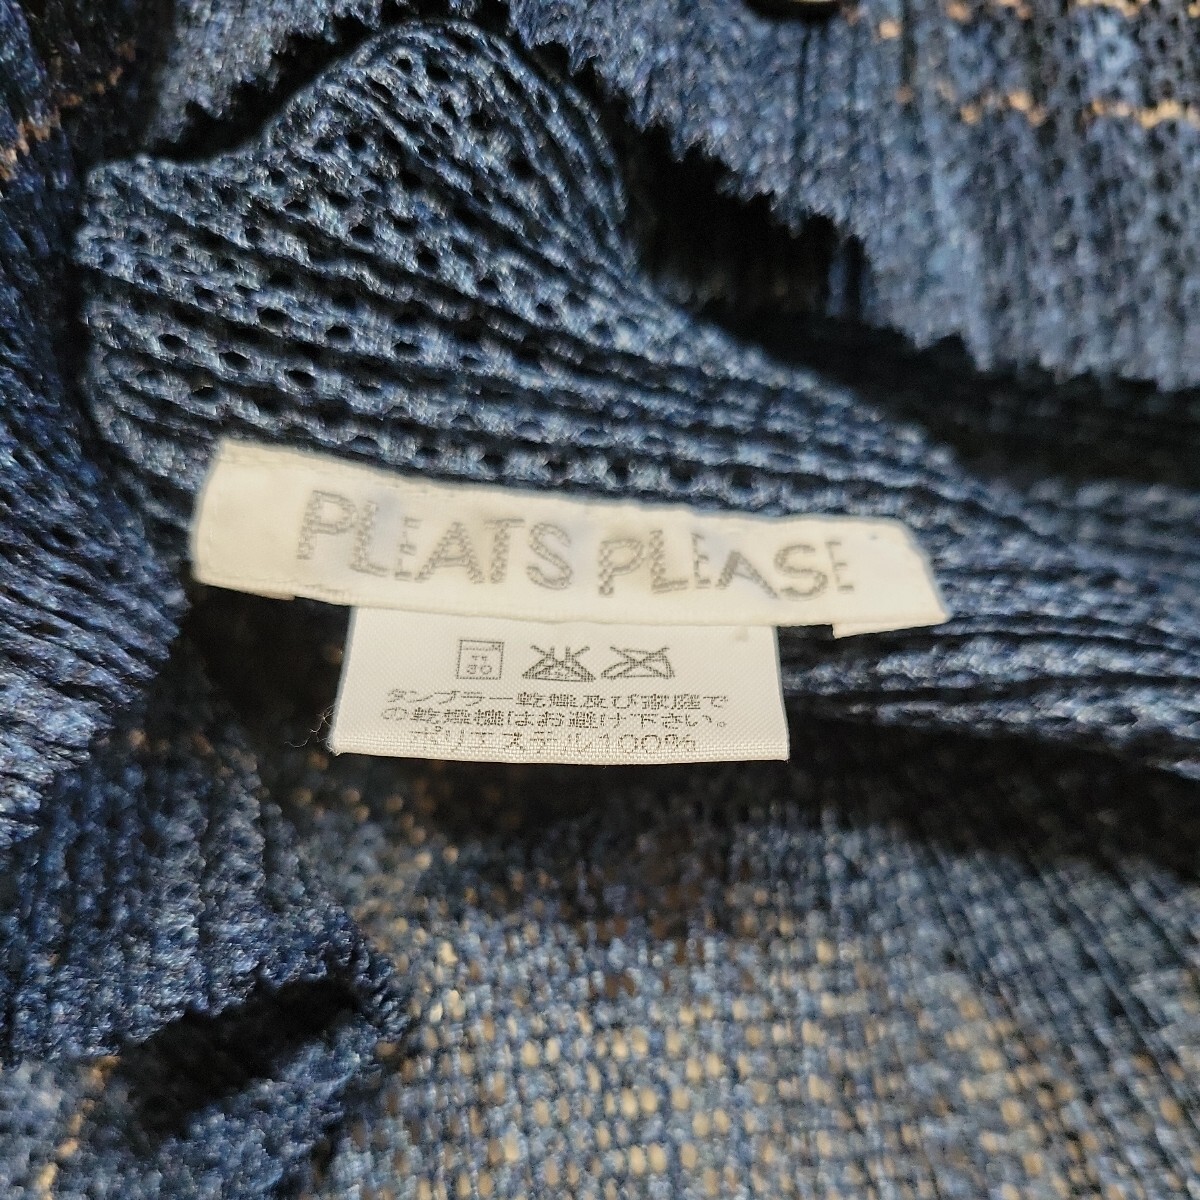 PLEATS PLEASE
タンブラー乾燥及び家庭で
の乾燥機はお避け下さい。
ポリエステル100%